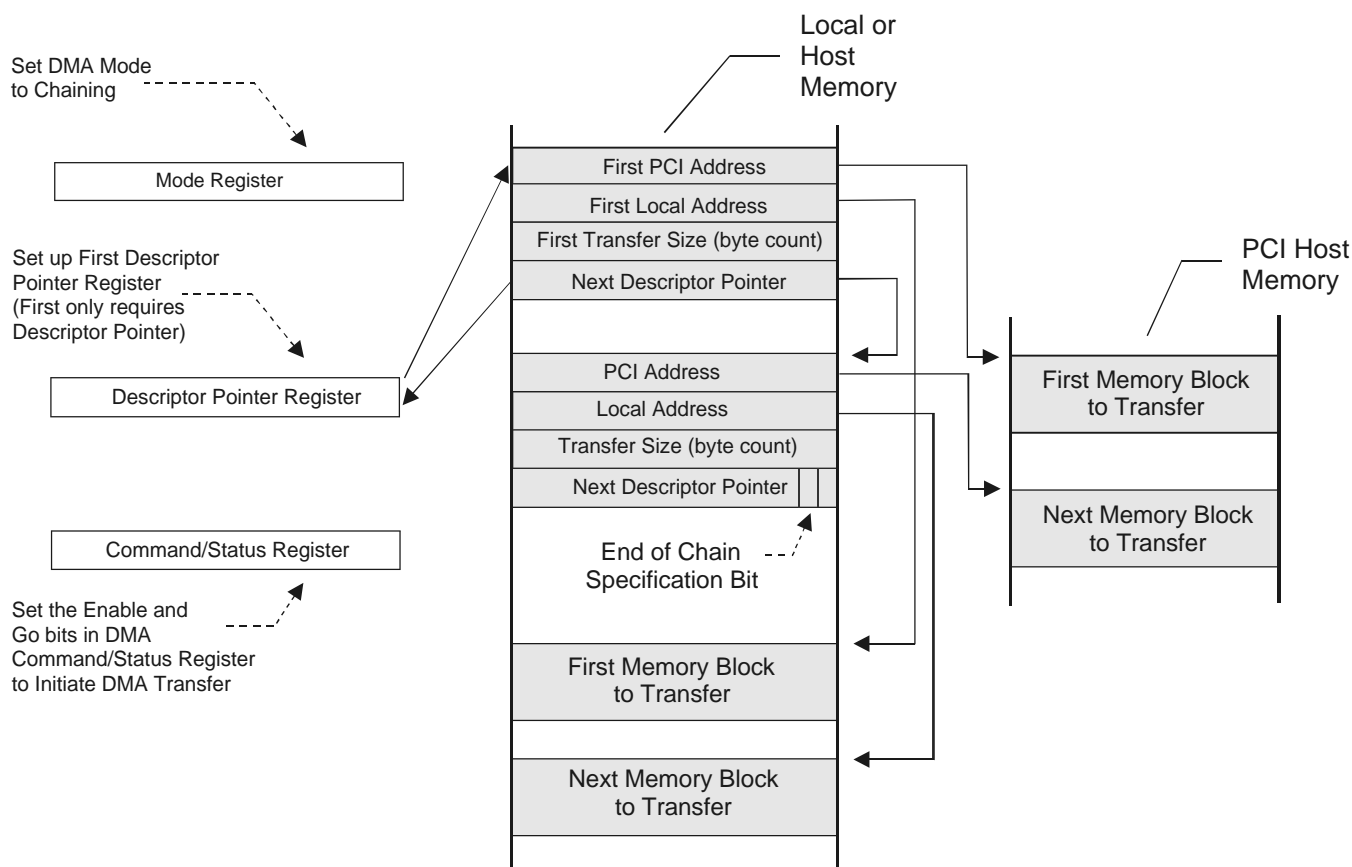 Local or
Host
Memory
Set DMA Mode
to Chaining
Mode Register
Set up First Descriptor
Pointer Register
(First only requires
Descriptor Pointer)
Descriptor Pointer Register
Command/Status Register
Set the Enable and
Go bits in DMA
Command/Status Register
to Initiate DMA Transfer
First PCI Address
First Local Address
First Transfer Size (byte count)
Next Descriptor Pointer
PCI Address
Local Address
Transfer Size (byte count)
Next Descriptor Pointer
End of Chain
Specification Bit
First Memory Block
to Transfer
Next Memory Block
to Transfer
PCI Host
Memory
First Memory Block
to Transfer
Next Memory Block
to Transfer